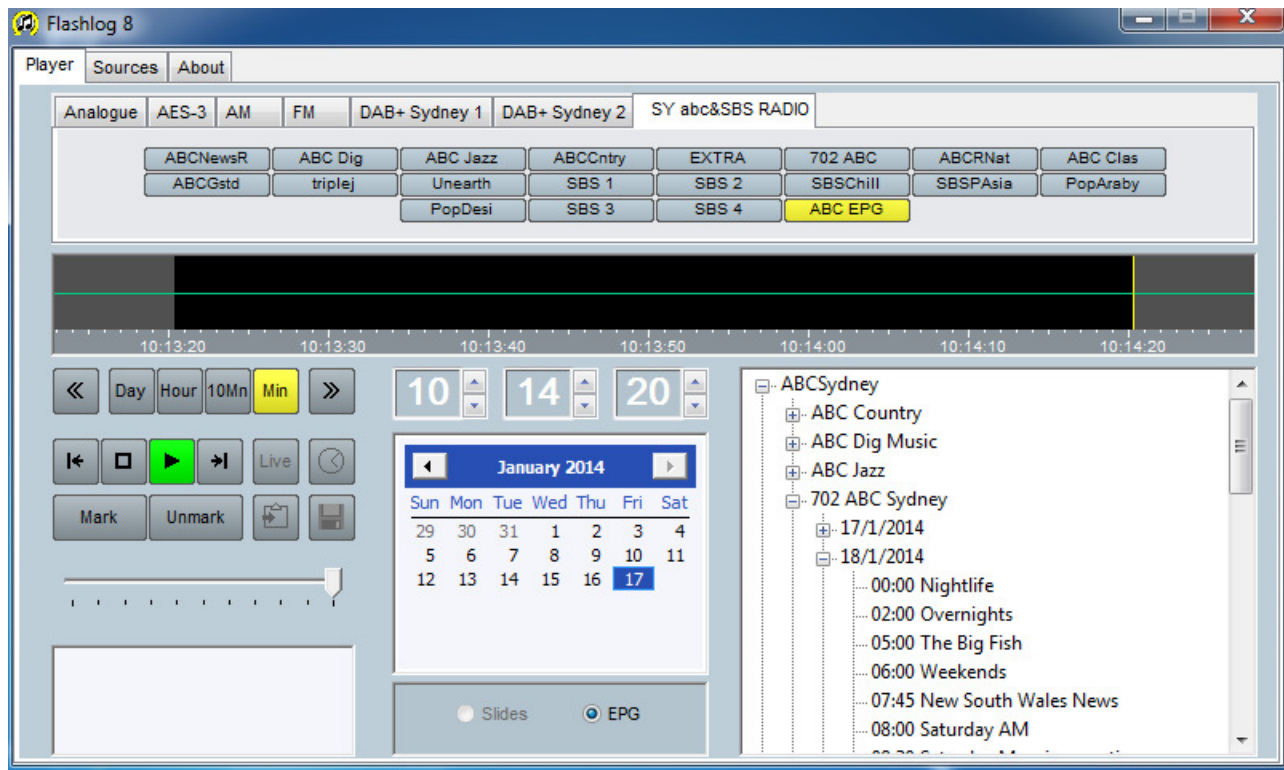 Flashlog 8
Player Sources About
Analogue AES-3 AM FM DAB+ Sydney 1 DAB+ Sydney 2 SY abc&SBS RADIO
ABCNewsR ABC Dig ABC Jazz ABCCntry EXTRA 702 ABC ABCRNat ABC Clas
ABCGstd triplej Unearth SBS 1 SBS 2 SBSChill SBSPAsia PopAraby
PopDesi SBS 3 SBS 4 ABC EPG
10:13:20 10:13:30 10:13:40 10:13:50 10:14:00 10:14:10 10:14:20
Day Hour 10Mn Min
10 14 20
Live
Mark Unmark
January 2014
Sun Mon Tue Wed Thu Fri Sat
29 30 31 1 2 3 4
5 6 7 8 9 10 11
12 13 14 15 16 17
Slides EPG
ABCSydney
ABC Country
ABC Dig Music
ABC Jazz
702 ABC Sydney
17/1/2014
18/1/2014
00:00 Nightlife
02:00 Overnights
05:00 The Big Fish
06:00 Weekends
07:45 New South Wales News
08:00 Saturday AM